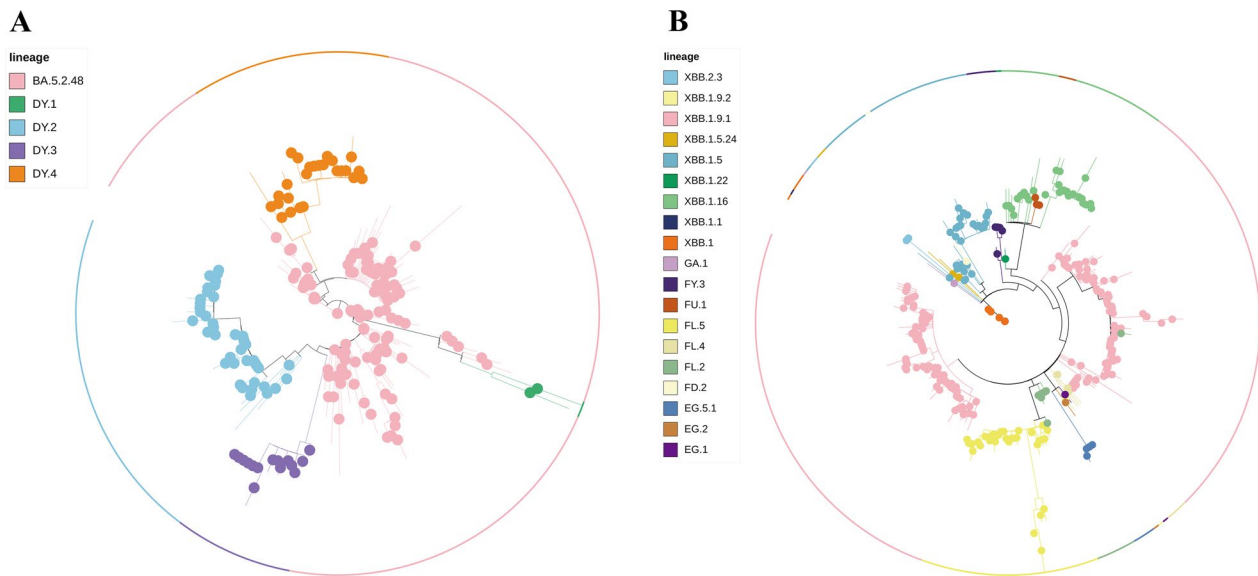 A
lineage
BA.5.2.48
DY.1
DY.2
DY.3
DY.4
B
lineage
XBB.2.3
XBB.1.9.2
XBB.1.9.1
XBB.1.5.24
XBB.1.5
XBB.1.22
XBB.1.16
XBB.1.1
XBB.1
GA.1
FY.3
FU.1
FL.5
FL.4
FL.2
FD.2
EG.5.1
EG.2
EG.1